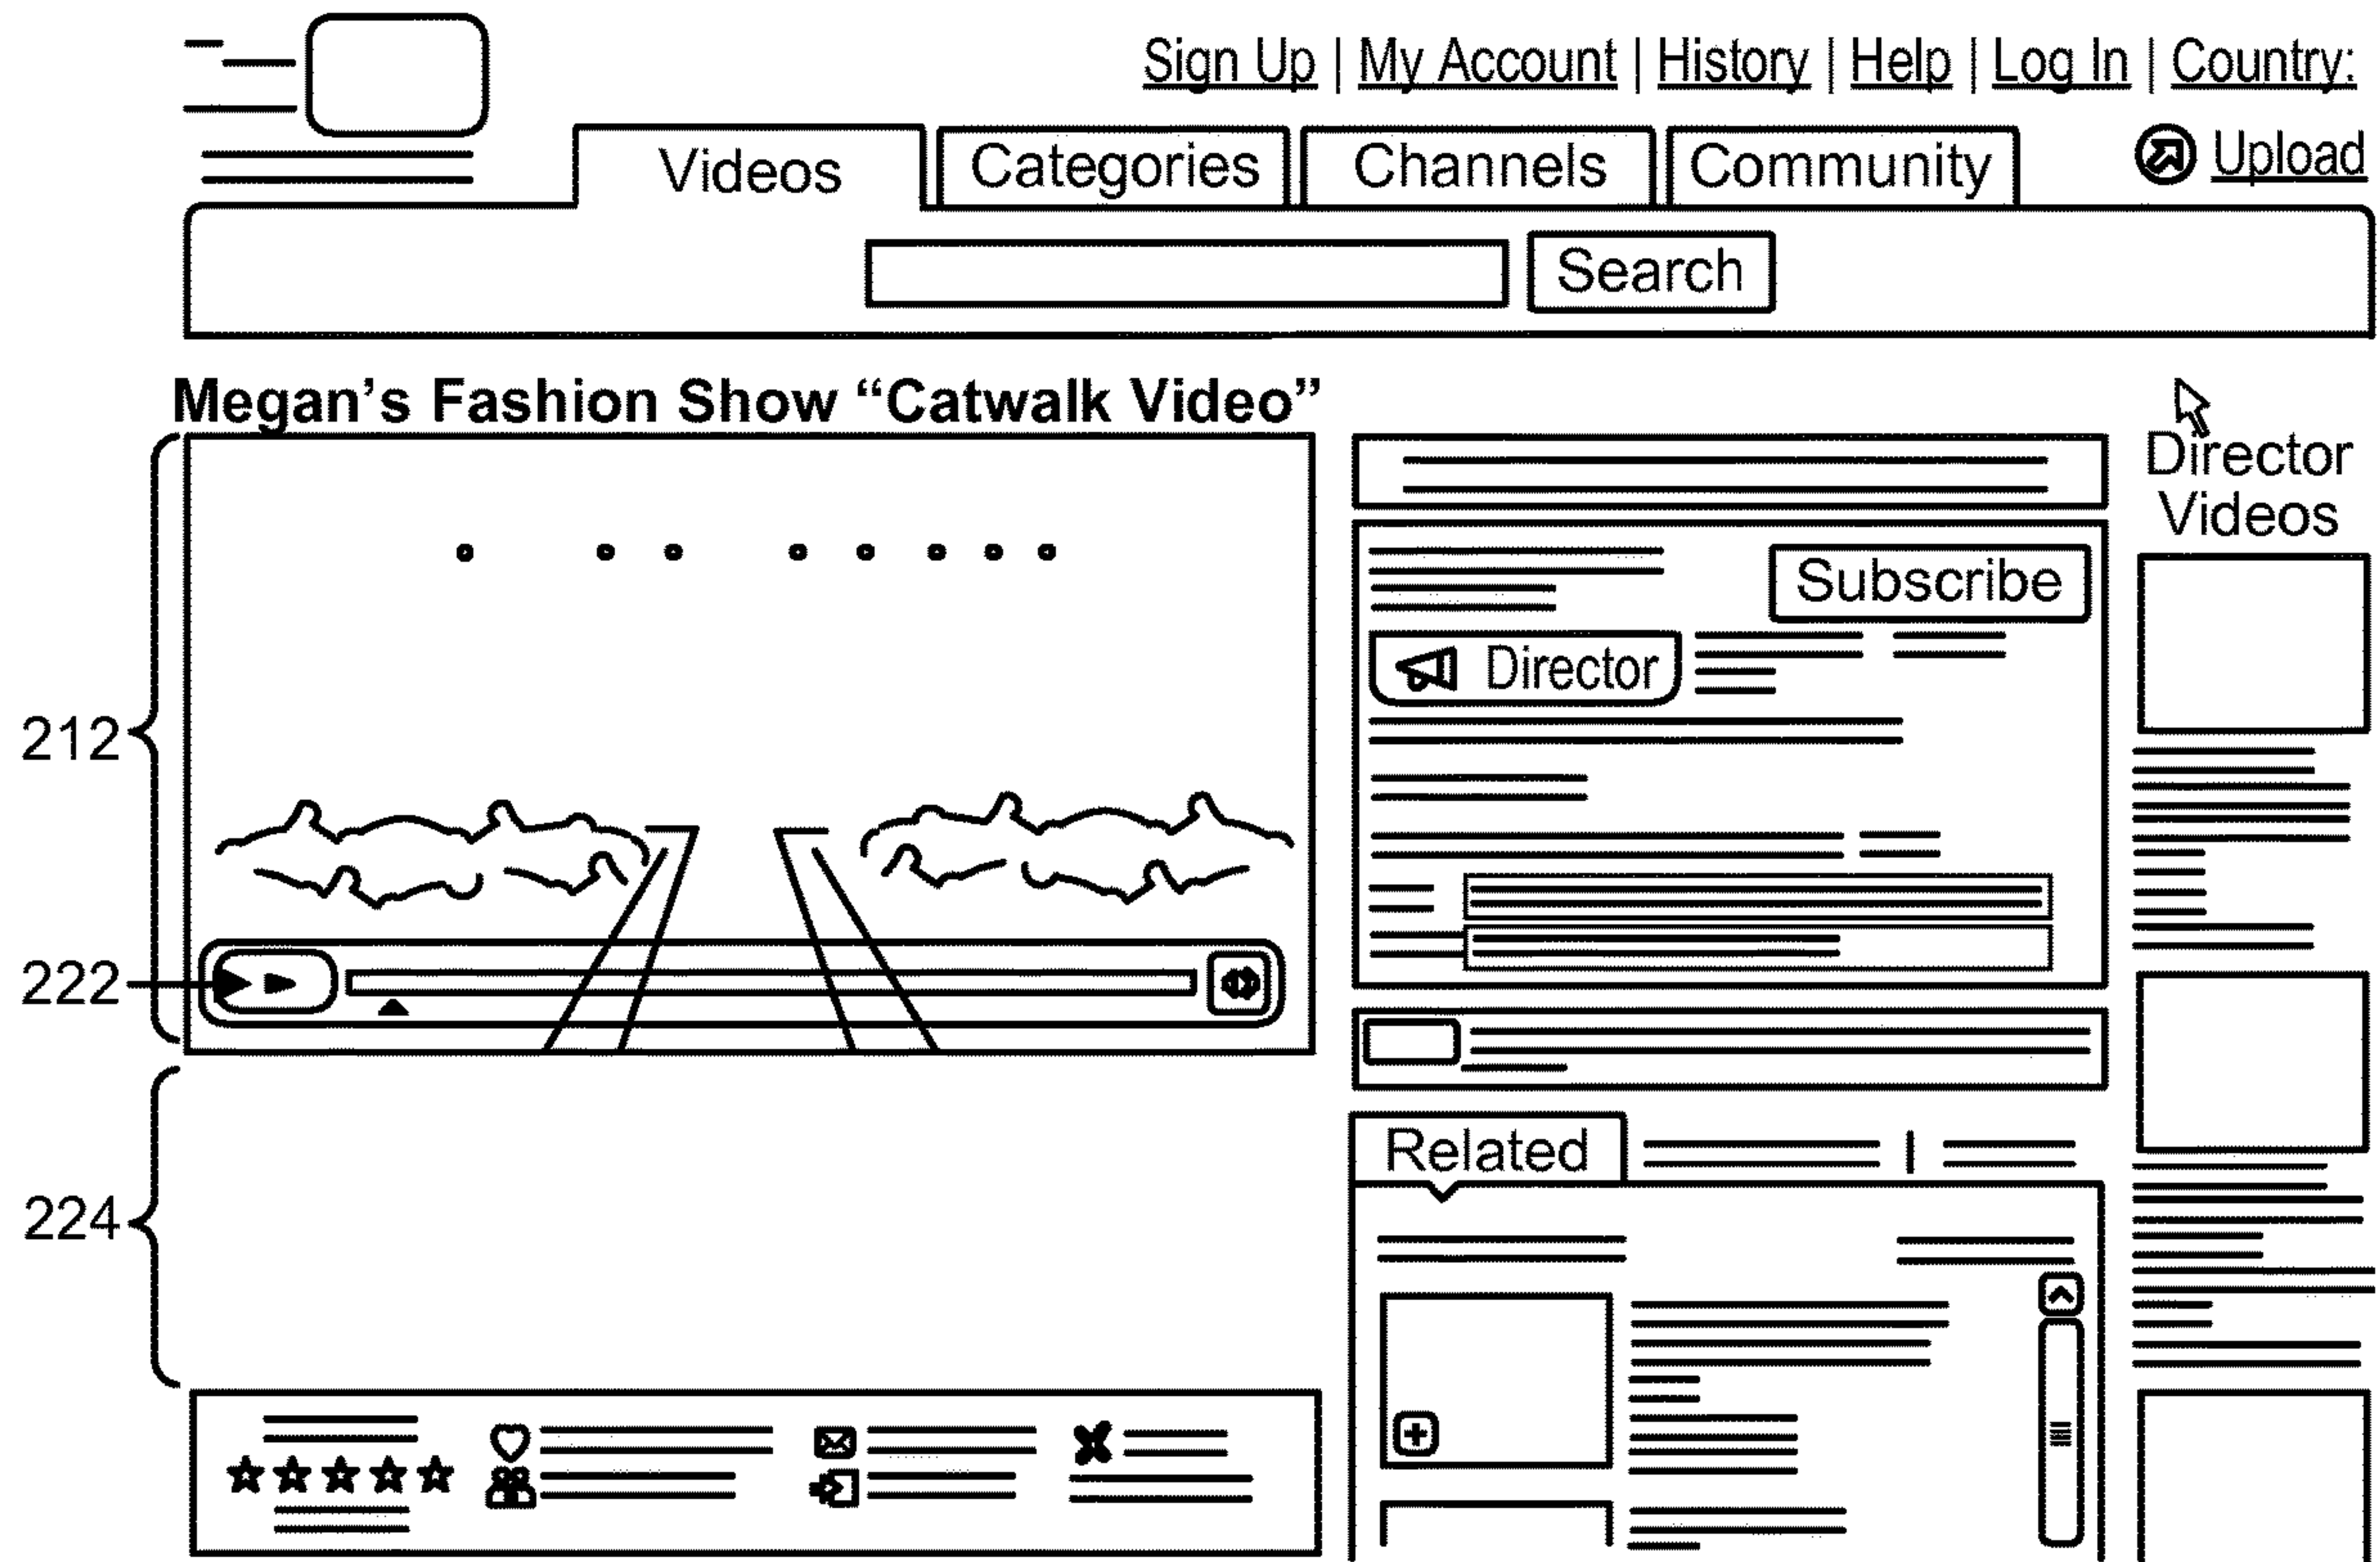 Sign Up | My Account | History | Help | Log In | Country:
Videos
Categories
Channels
Community
Upload
Search
Megan’s Fashion Show “Catwalk Video”
Director
Videos
Subscribe
Director
212
222
Related
224